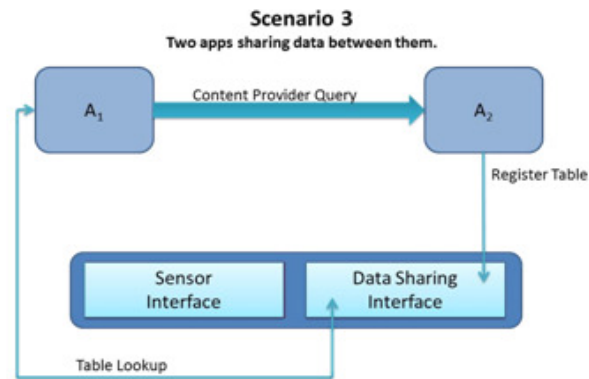 Scenario 3
Two apps sharing data between them.
A1
Content Provider Query
A2
Register Table
Sensor
Interface
Data Sharing
Interface
Table Lookup